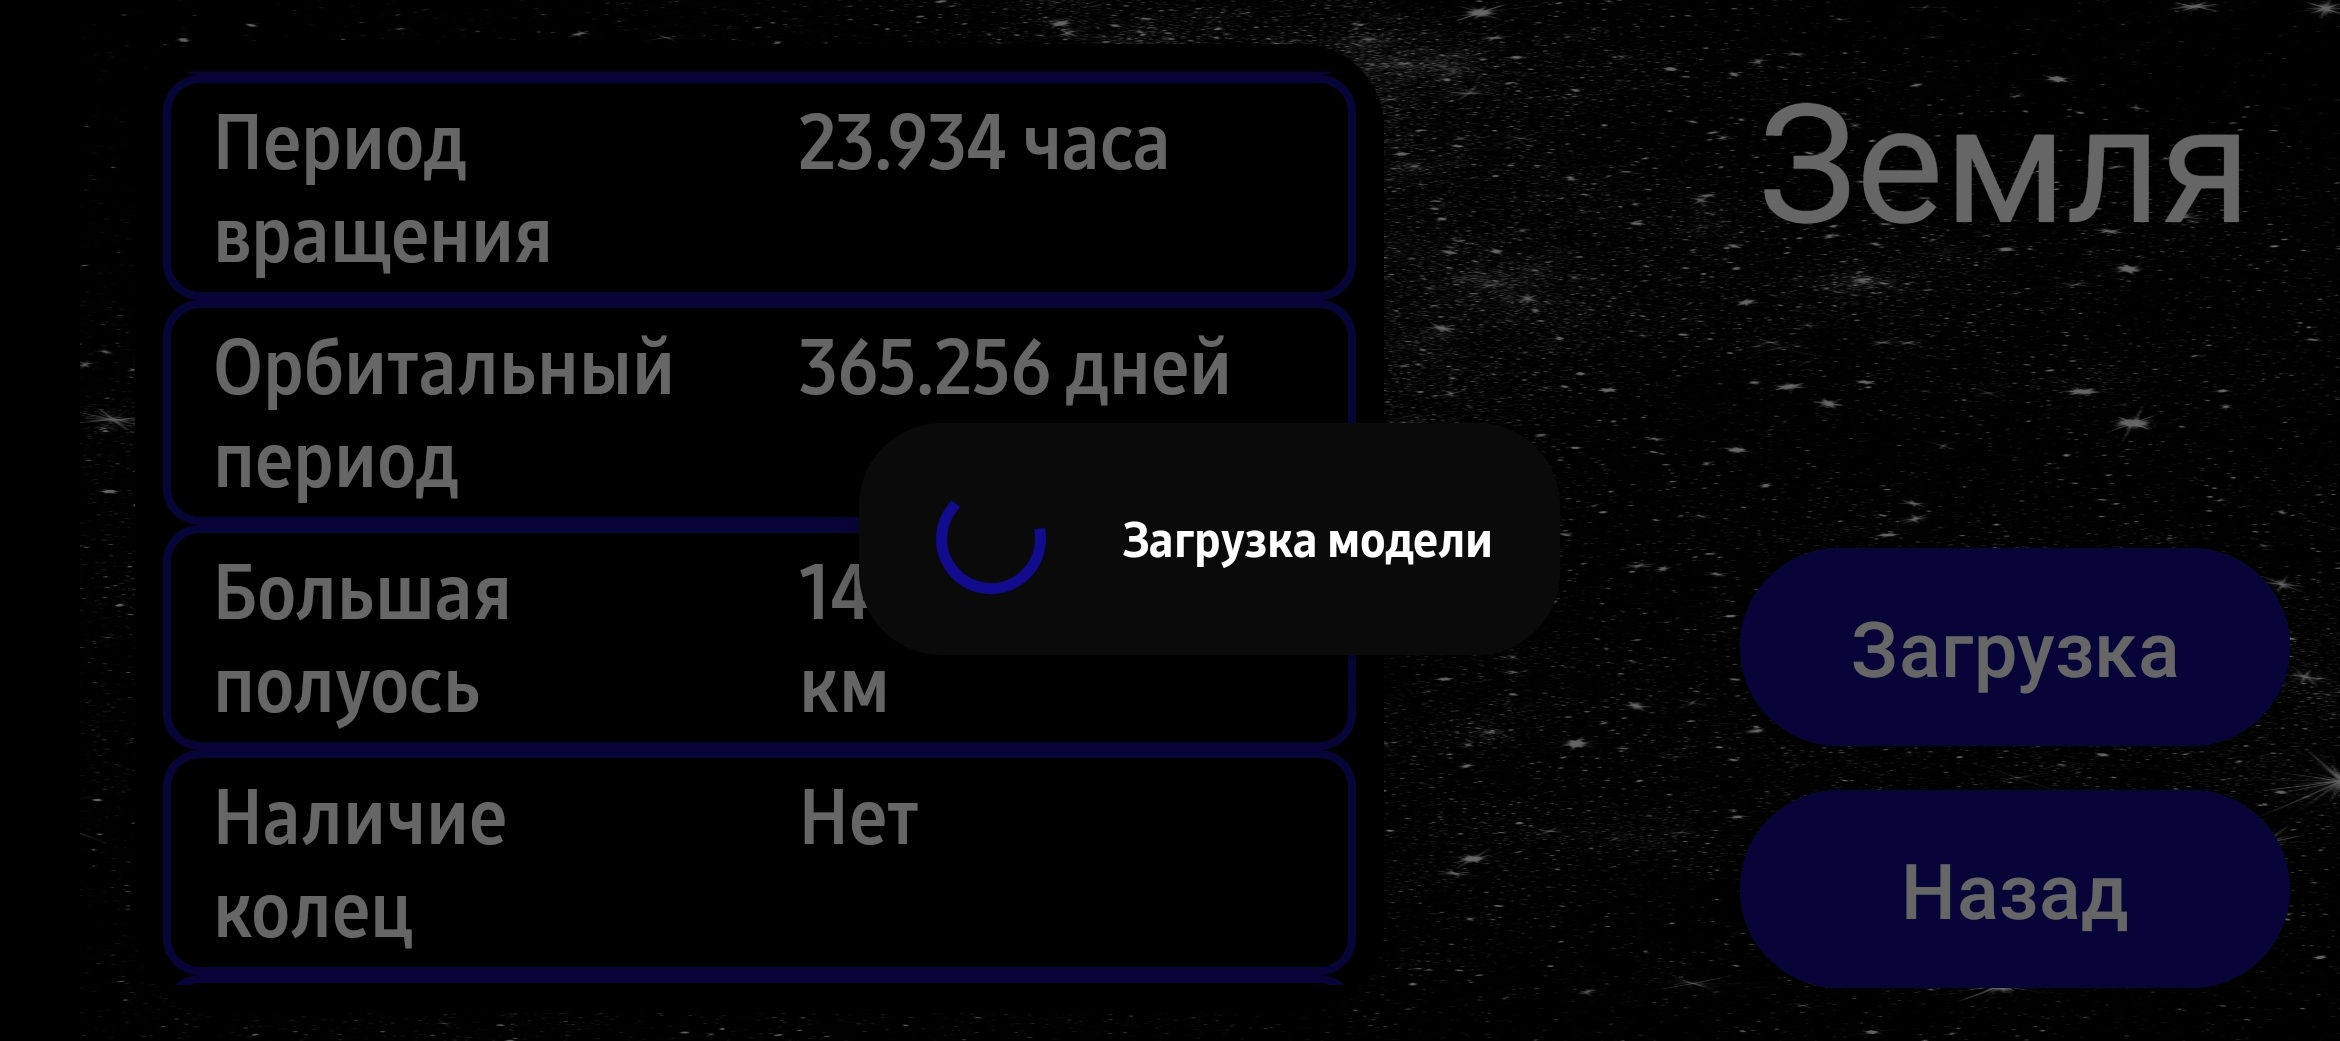 Период
вращения
23.934 часа
Орбитальный
период
365.256 дней
Большая
полуось
км
Наличие
колец
Нет
Земля
Загрузка модели
Загрузка
Назад